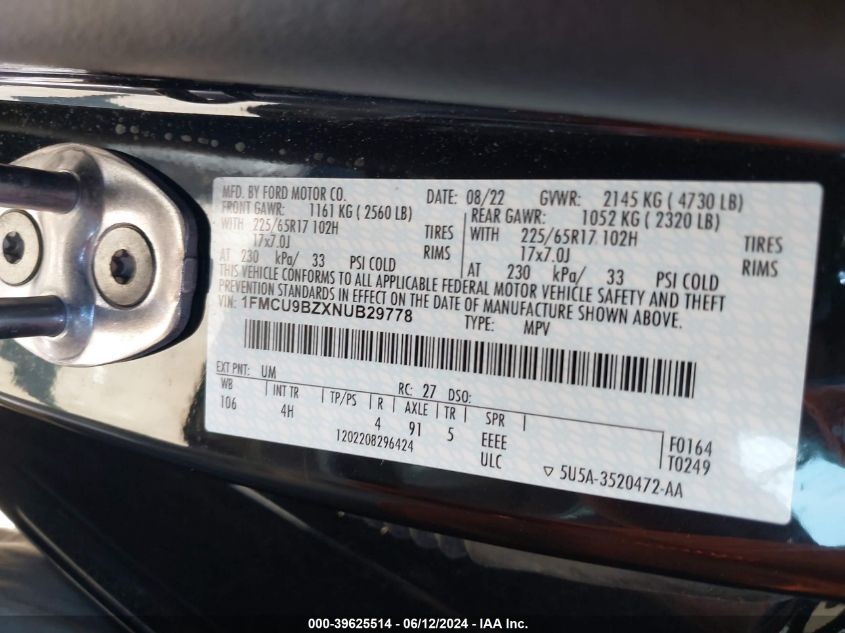 MFD. BY FORD MOTOR CO. DATE: 08/22 GVWR: 2145 KG ( 4730 LB)
FRONT GAWR: 1161 KG ( 2560 LB) REAR GAWR: 1052 KG ( 2320 LB)
WITH 225/65R17 102H TIRES WITH 225/65R17 102H TIRES
17x7.0J RIMS 17x7.0J RIMS
AT 230 kPa/ 33 PSI COLD AT 230 kPa/ 33 PSI COLD
THIS VEHICLE CONFORMS TO ALL APPLICABLE FEDERAL MOTOR VEHICLE SAFETY AND THEFT
PREVENTION STANDARDS IN EFFECT ON THE DATE OF MANUFACTURE SHOWN ABOVE.
VIN: 1FMCU9BZXNUB29778 TYPE: MPV
EXT PNT: UM RC: 27 DSO:
WB INT TR TP/PS R AXLE TR SPR
106 4H 4 91 5 EEEE F0164
1202208296424 ULC T0249
▽ 5U5A-3520472-AA
000-39625514 - 06/12/2024 - IAA Inc.